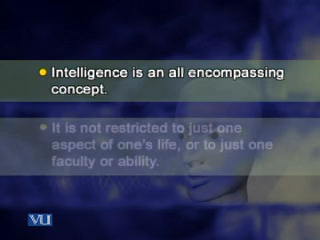 Intelligence is an all encompassing
concept.
It is not restricted to just one
aspect of one's life, or to just one
faculty or ability.
VU